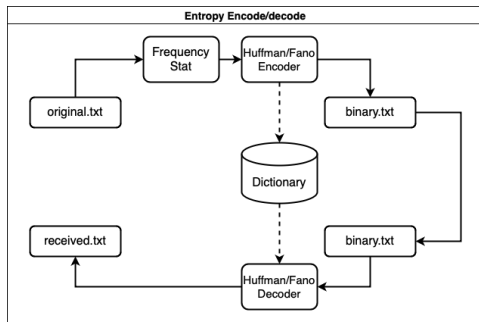 Entropy Encode/decode
Frequency
Stat
Huffman/Fano
Encoder
original.txt
binary.txt
Dictionary
received.txt
binary.txt
Huffman/Fano
Decoder